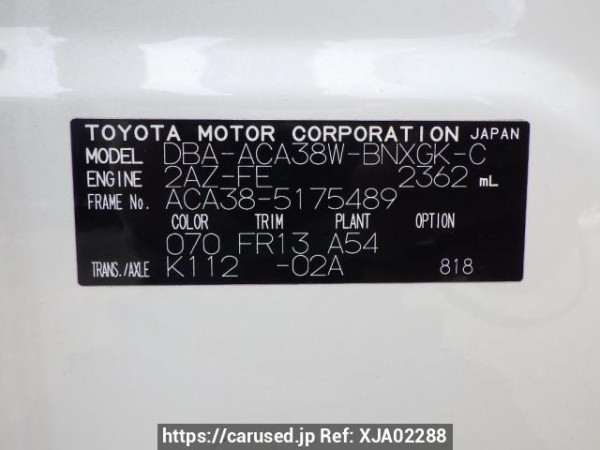 TOYOTA MOTOR CORPORATION JAPAN
MODEL DBA-ACA38W-BNXGK-C
ENGINE 2AZ-FE 2362 mL
FRAME No. ACA38-5175489
COLOR TRIM PLANT OPTION
070 FR13 A54
TRANS./AXLE K112 -02A 818
https://carused.jp Ref: XJA02288